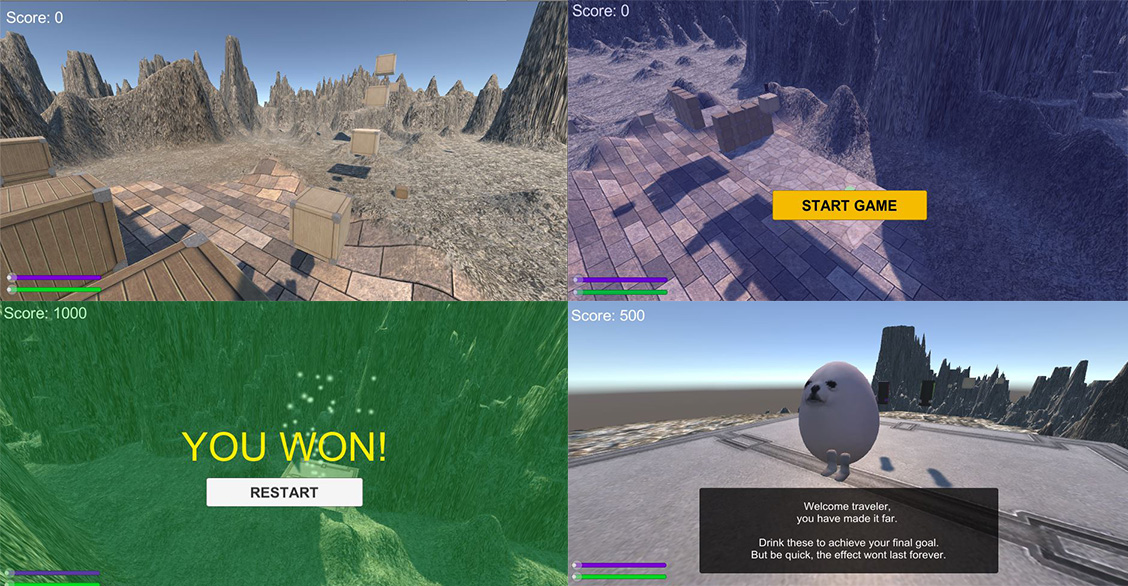 Score: 0
Score: 0
START GAME
Score: 1000
YOU WON!
RESTART
Score: 500
Welcome traveler,
you have made it far.
Drink these to achieve your final goal.
But be quick, the effect wont last forever.